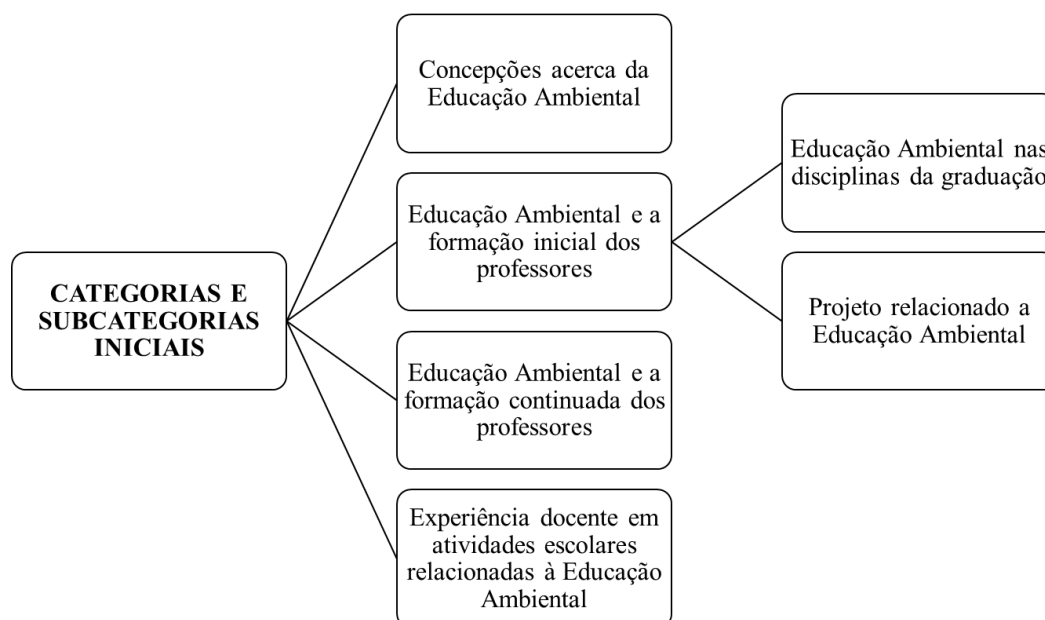 CATEGORIAS E
SUBCATEGORIAS
INICIAIS
Concepções acerca da
Educação Ambiental
Educação Ambiental e a
formação inicial dos
professores
Educação Ambiental nas
disciplinas da graduação
Projeto relacionado a
Educação Ambiental
Educação Ambiental e a
formação continuada dos
professores
Experiência docente em
atividades escolares
relacionadas à Educação
Ambiental